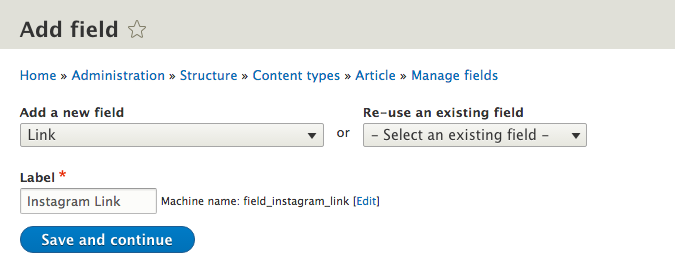 Add field
Home » Administration » Structure » Content types » Article » Manage fields
Add a new field
Re-use an existing field
Link
or
– Select an existing field –
Label *
Instagram Link
Machine name: field_instagram_link [Edit]
Save and continue